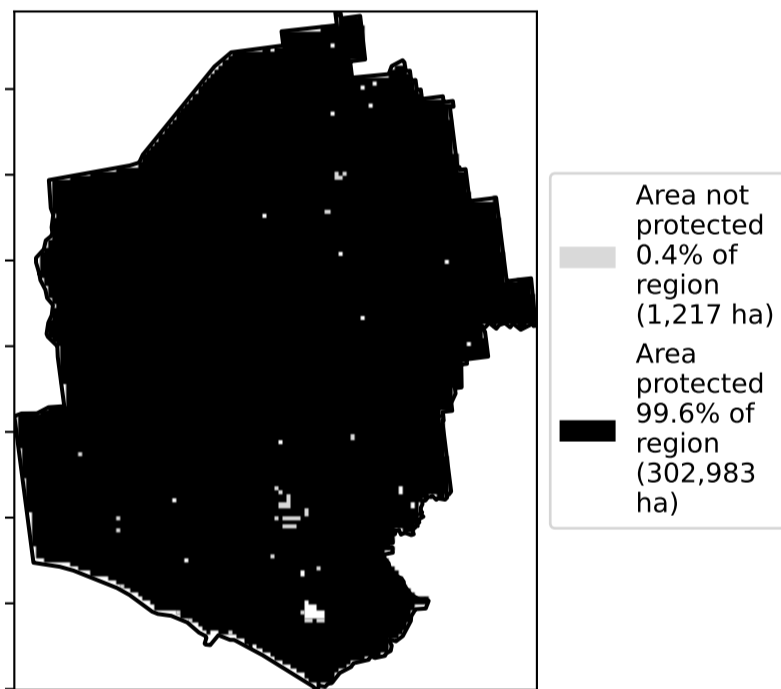 Area not
protected
0.4% of
region
(1,217 ha)
Area
protected
99.6% of
region
(302,983
ha)